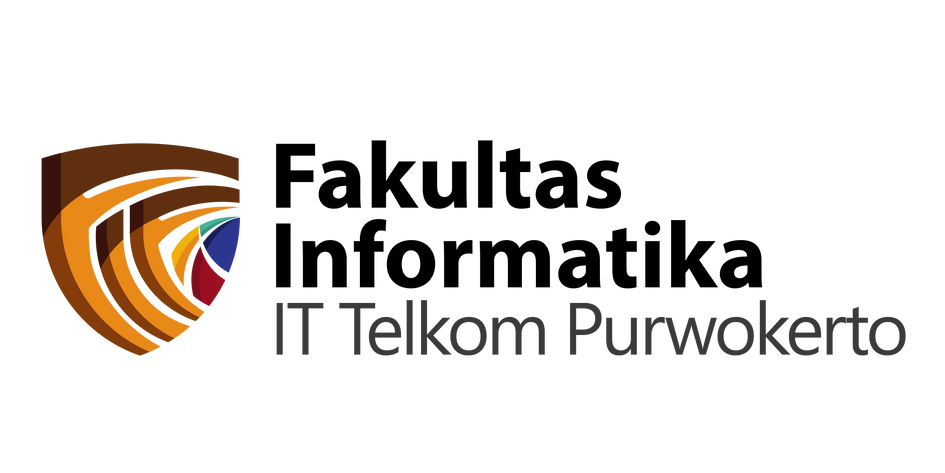 Fakultas
Informatika
IT Telkom Purwokerto